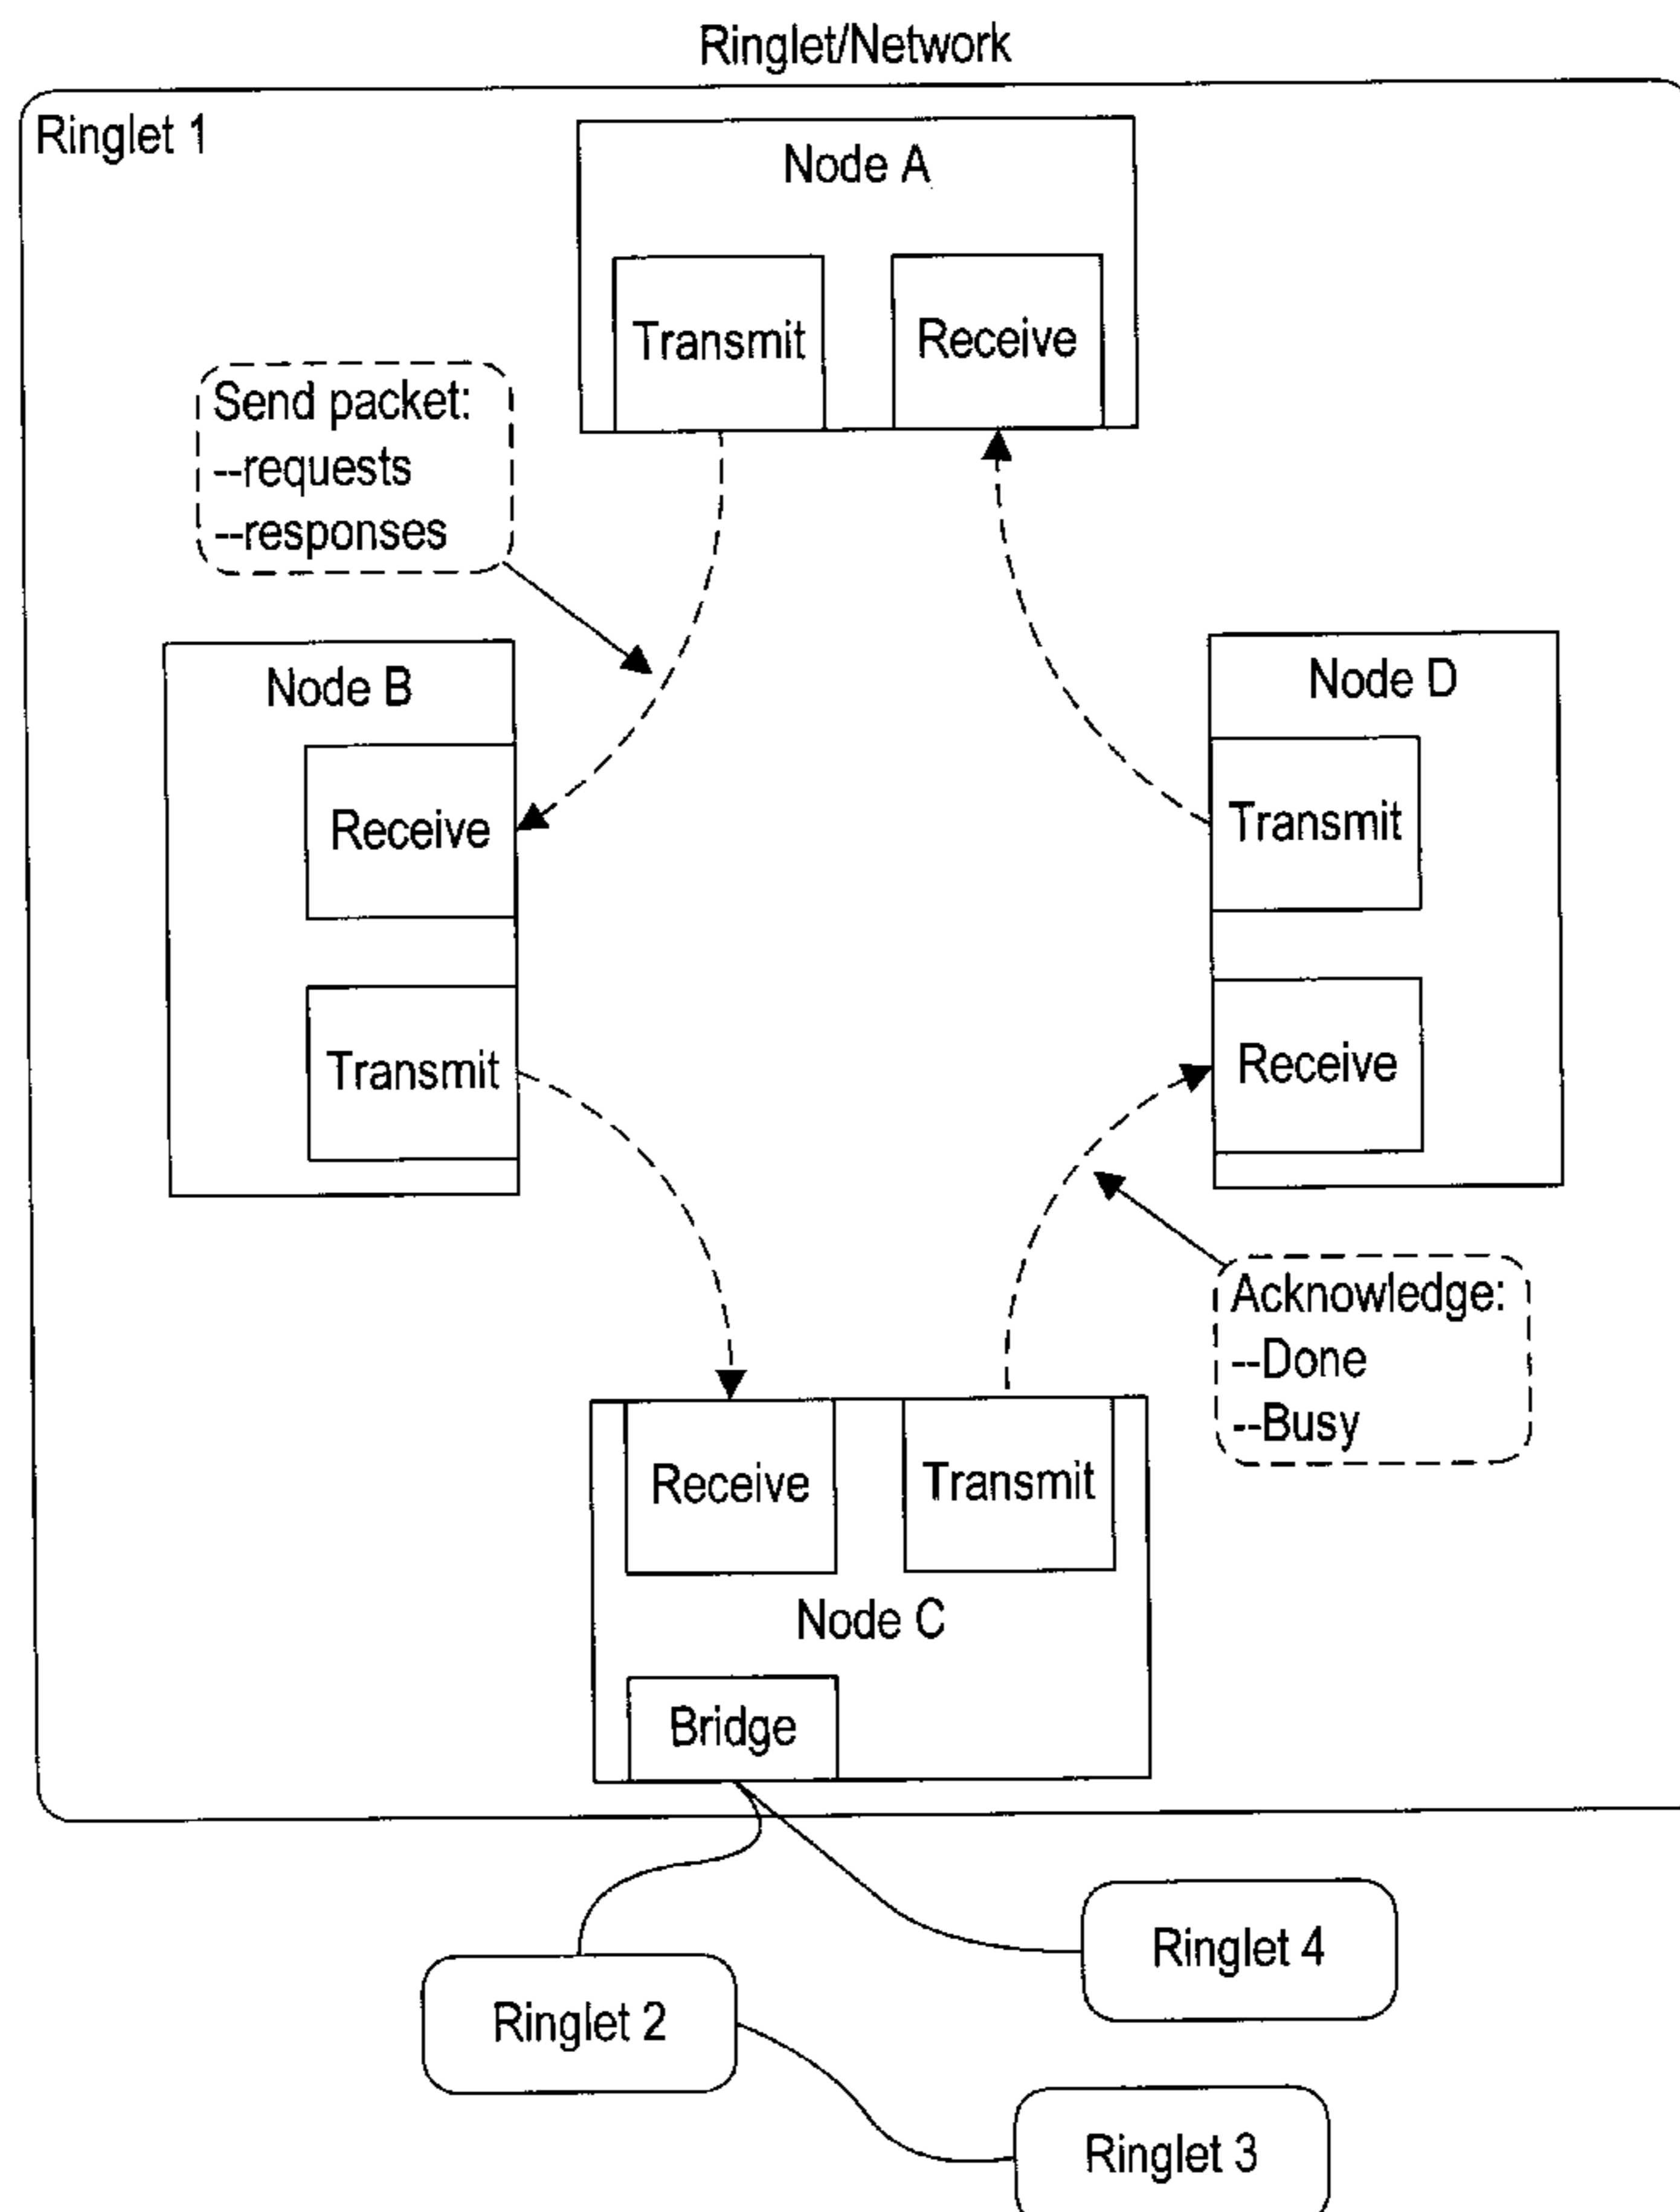 Ringlet/Network
Ringlet 1
Node A
Transmit
Receive
Send packet:
--requests
--responses
Node B
Receive
Transmit
Node D
Transmit
Receive
Acknowledge:
--Done
--Busy
Receive
Transmit
Node C
Bridge
Ringlet 4
Ringlet 2
Ringlet 3